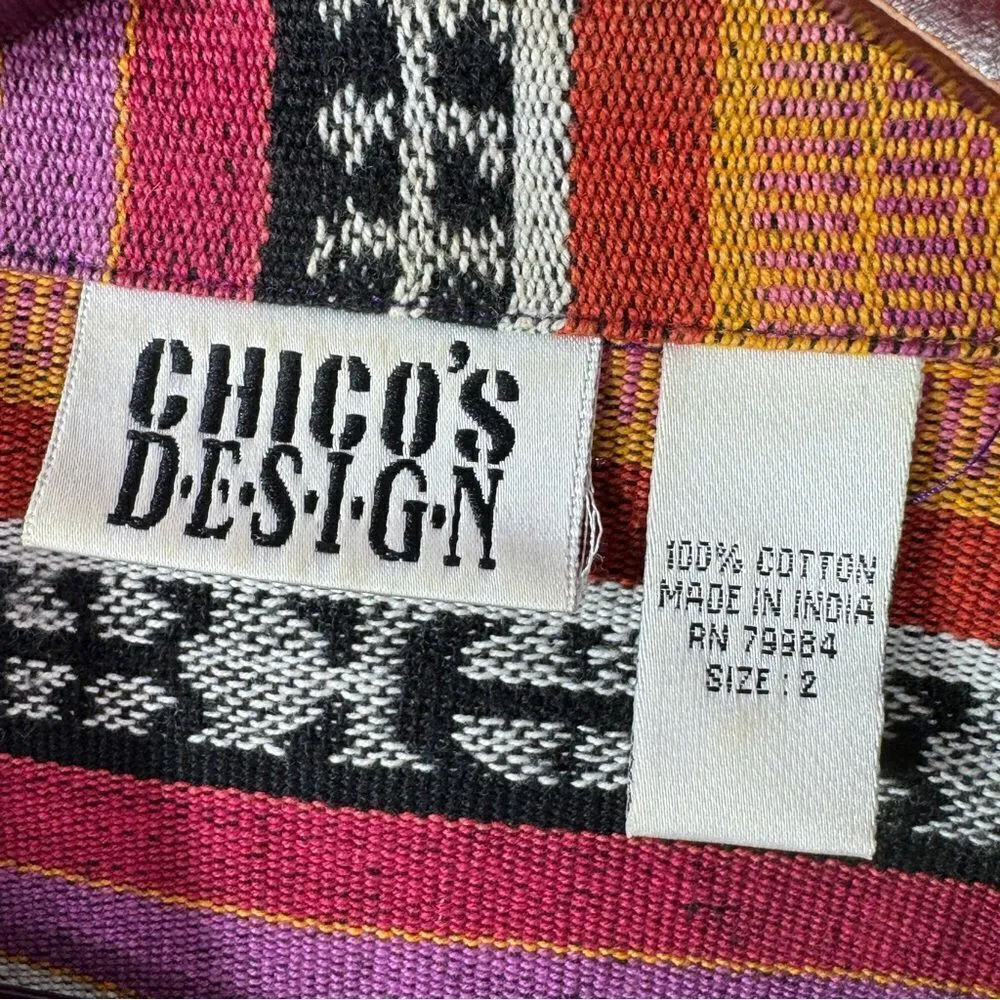 CHICO'S
D·E·S·I·G·N
100% COTTON
MADE IN INDIA
RN 79984
SIZE : 2